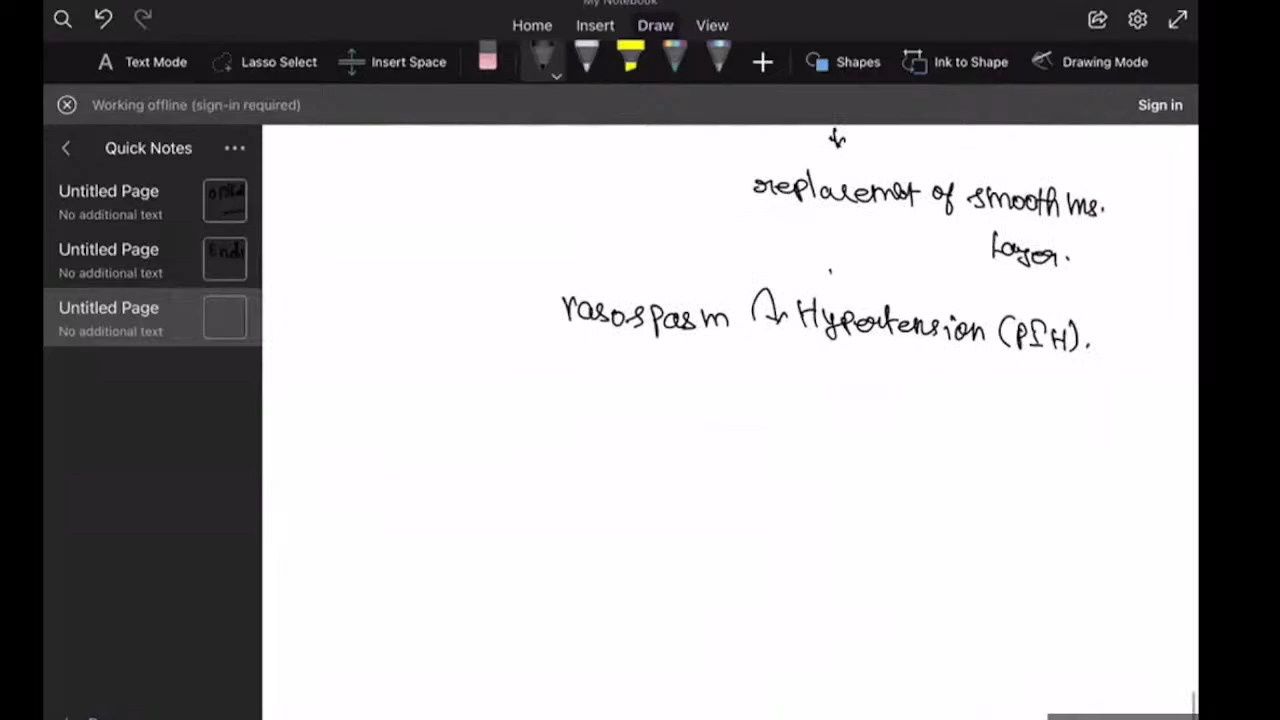 My Notebook
Home Insert Draw View
Text Mode Lasso Select Insert Space Shapes Ink to Shape Drawing Mode
Working offline (sign-in required) Sign in
Quick Notes
Untitled Page
No additional text
Untitled Page
No additional text
Untitled Page
No additional text
replacemet of smooth ms.
layer.
vasospasm Hypertension (PIH).